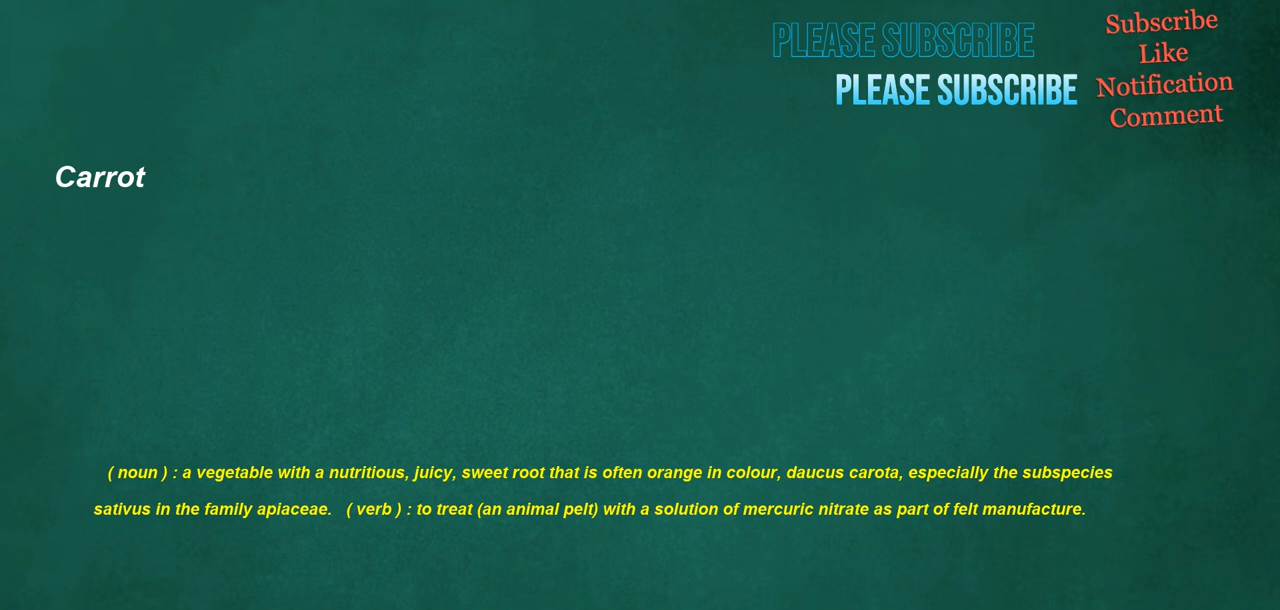 PLEASE SUBSCRIBE
PLEASE SUBSCRIBE
Subscribe
Like
Notification
Comment
Carrot
( noun ) : a vegetable with a nutritious, juicy, sweet root that is often orange in colour, daucus carota, especially the subspecies
sativus in the family apiaceae. ( verb ) : to treat (an animal pelt) with a solution of mercuric nitrate as part of felt manufacture.